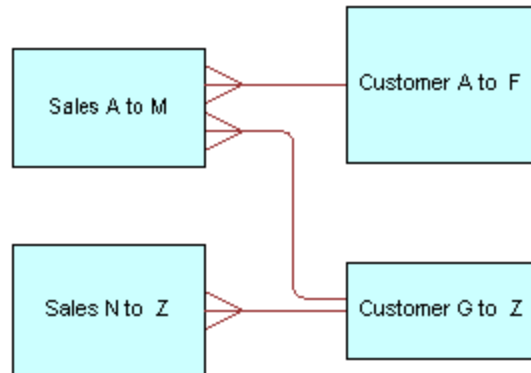 Sales A to M
Customer A to F
Sales N to Z
Customer G to Z